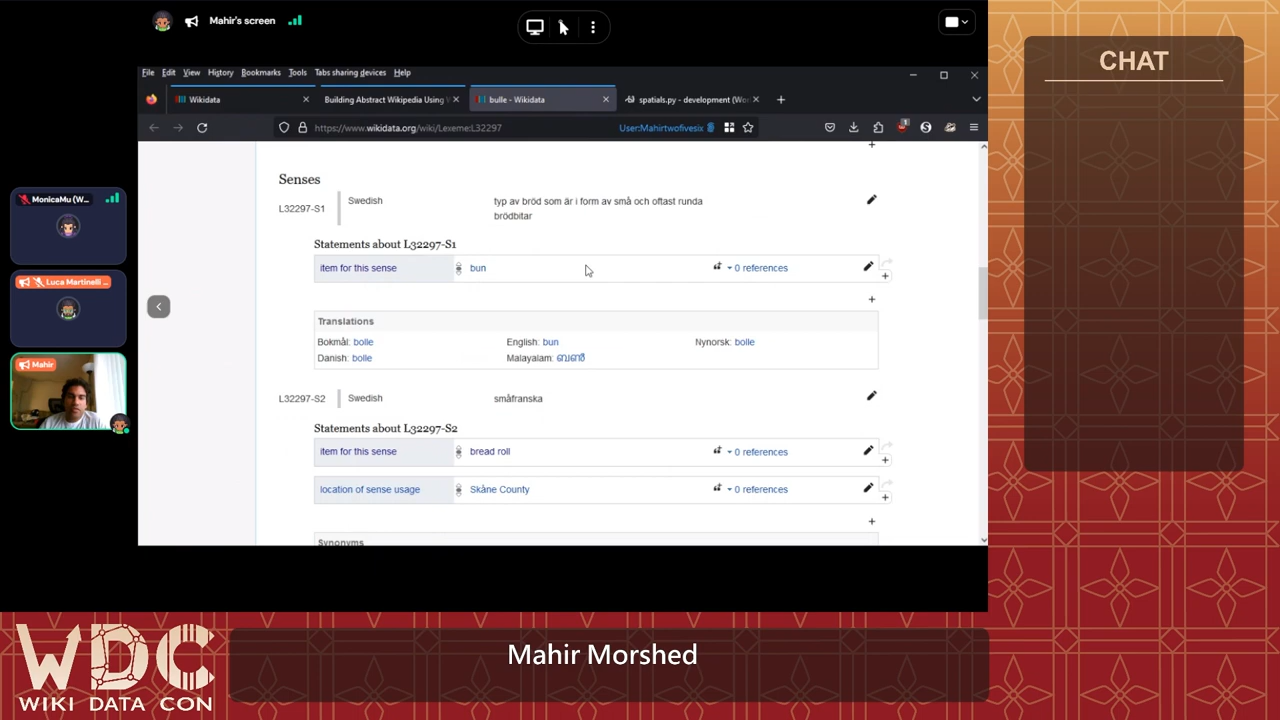 Mahir's screen
CHAT
File Edit View History Bookmarks Tools Tabs sharing devices Help
Wikidata
Building Abstract Wikipedia Using
bulle - Wikidata
spatials.py - development (Wor
https://www.wikidata.org/wiki/Lexeme:L32297
User:Mahirtwofivesix
1
Senses
L32297-S1
Swedish
typ av bröd som är i form av små och oftast runda
brödbitar
Statements about L32297-S1
item for this sense
bun
0 references
Translations
Bokmål: bolle
English: bun
Nynorsk: bolle
Danish: bolle
Malayalam: ബൺ
L32297-S2
Swedish
småfranska
Statements about L32297-S2
item for this sense
bread roll
0 references
location of sense usage
Skåne County
0 references
Synonyms
MonicaMu (W...
Luca Martinelli ...
Mahir
WDC
WIKI DATA CON
Mahir Morshed